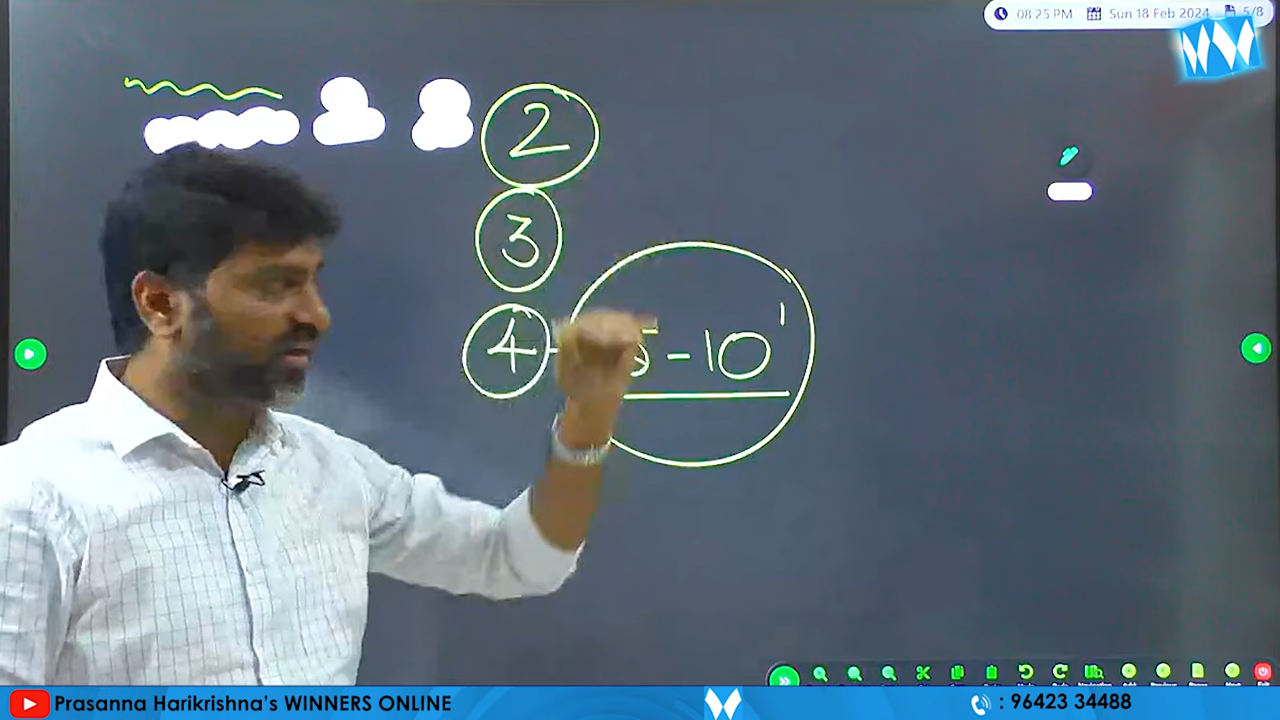 08:25 PM Sun 18 Feb 2024 5/8
W
2
3
4 - 5 - 10'
Prasanna Harikrishna's WINNERS ONLINE
: 96423 34488